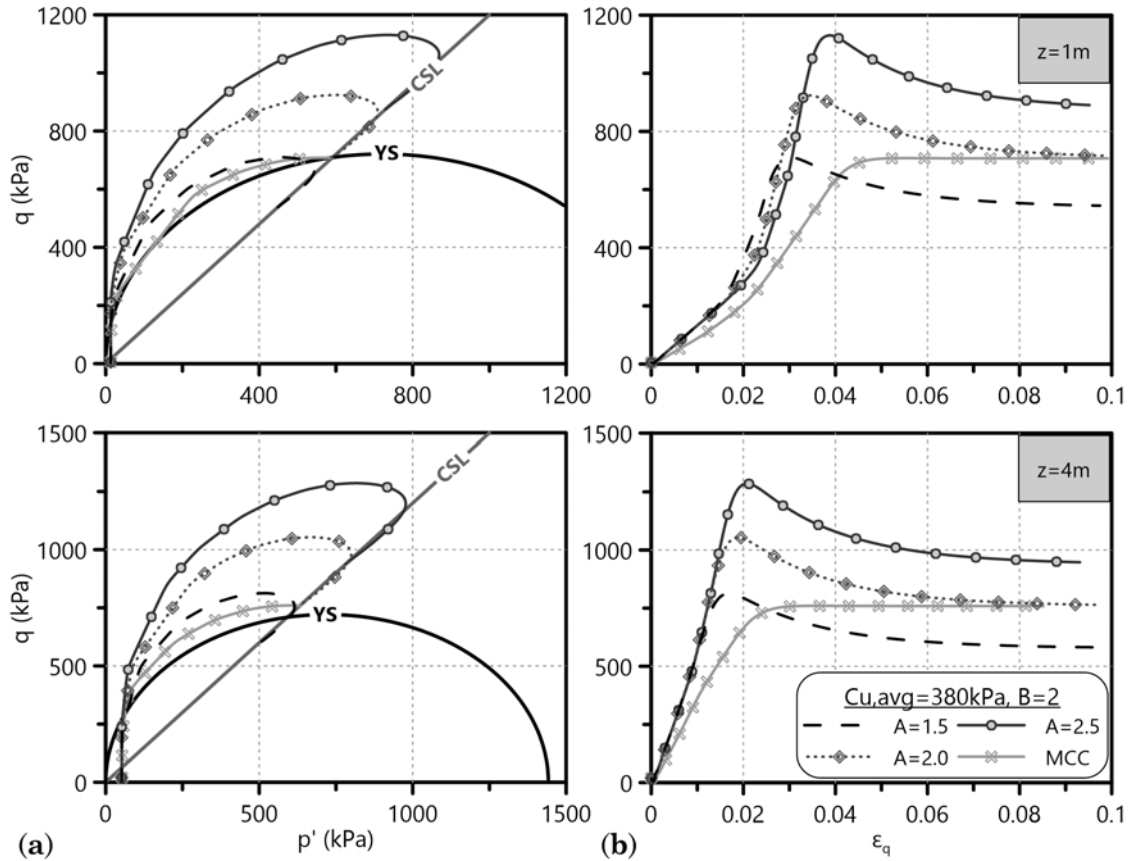 1200
800
400
0
q (kPa)
CSL
YS
0 400 800 1200
1200
800
400
0
z=1m
0 0.02 0.04 0.06 0.08 0.1
1500
1000
500
0
q (kPa)
CSL
YS
0 500 1000 1500
(a)
p' (kPa)
1500
1000
500
0
z=4m
Cu,avg=380kPa, B=2
A=1.5 A=2.5
A=2.0 MCC
0 0.02 0.04 0.06 0.08 0.1
(b)
εq